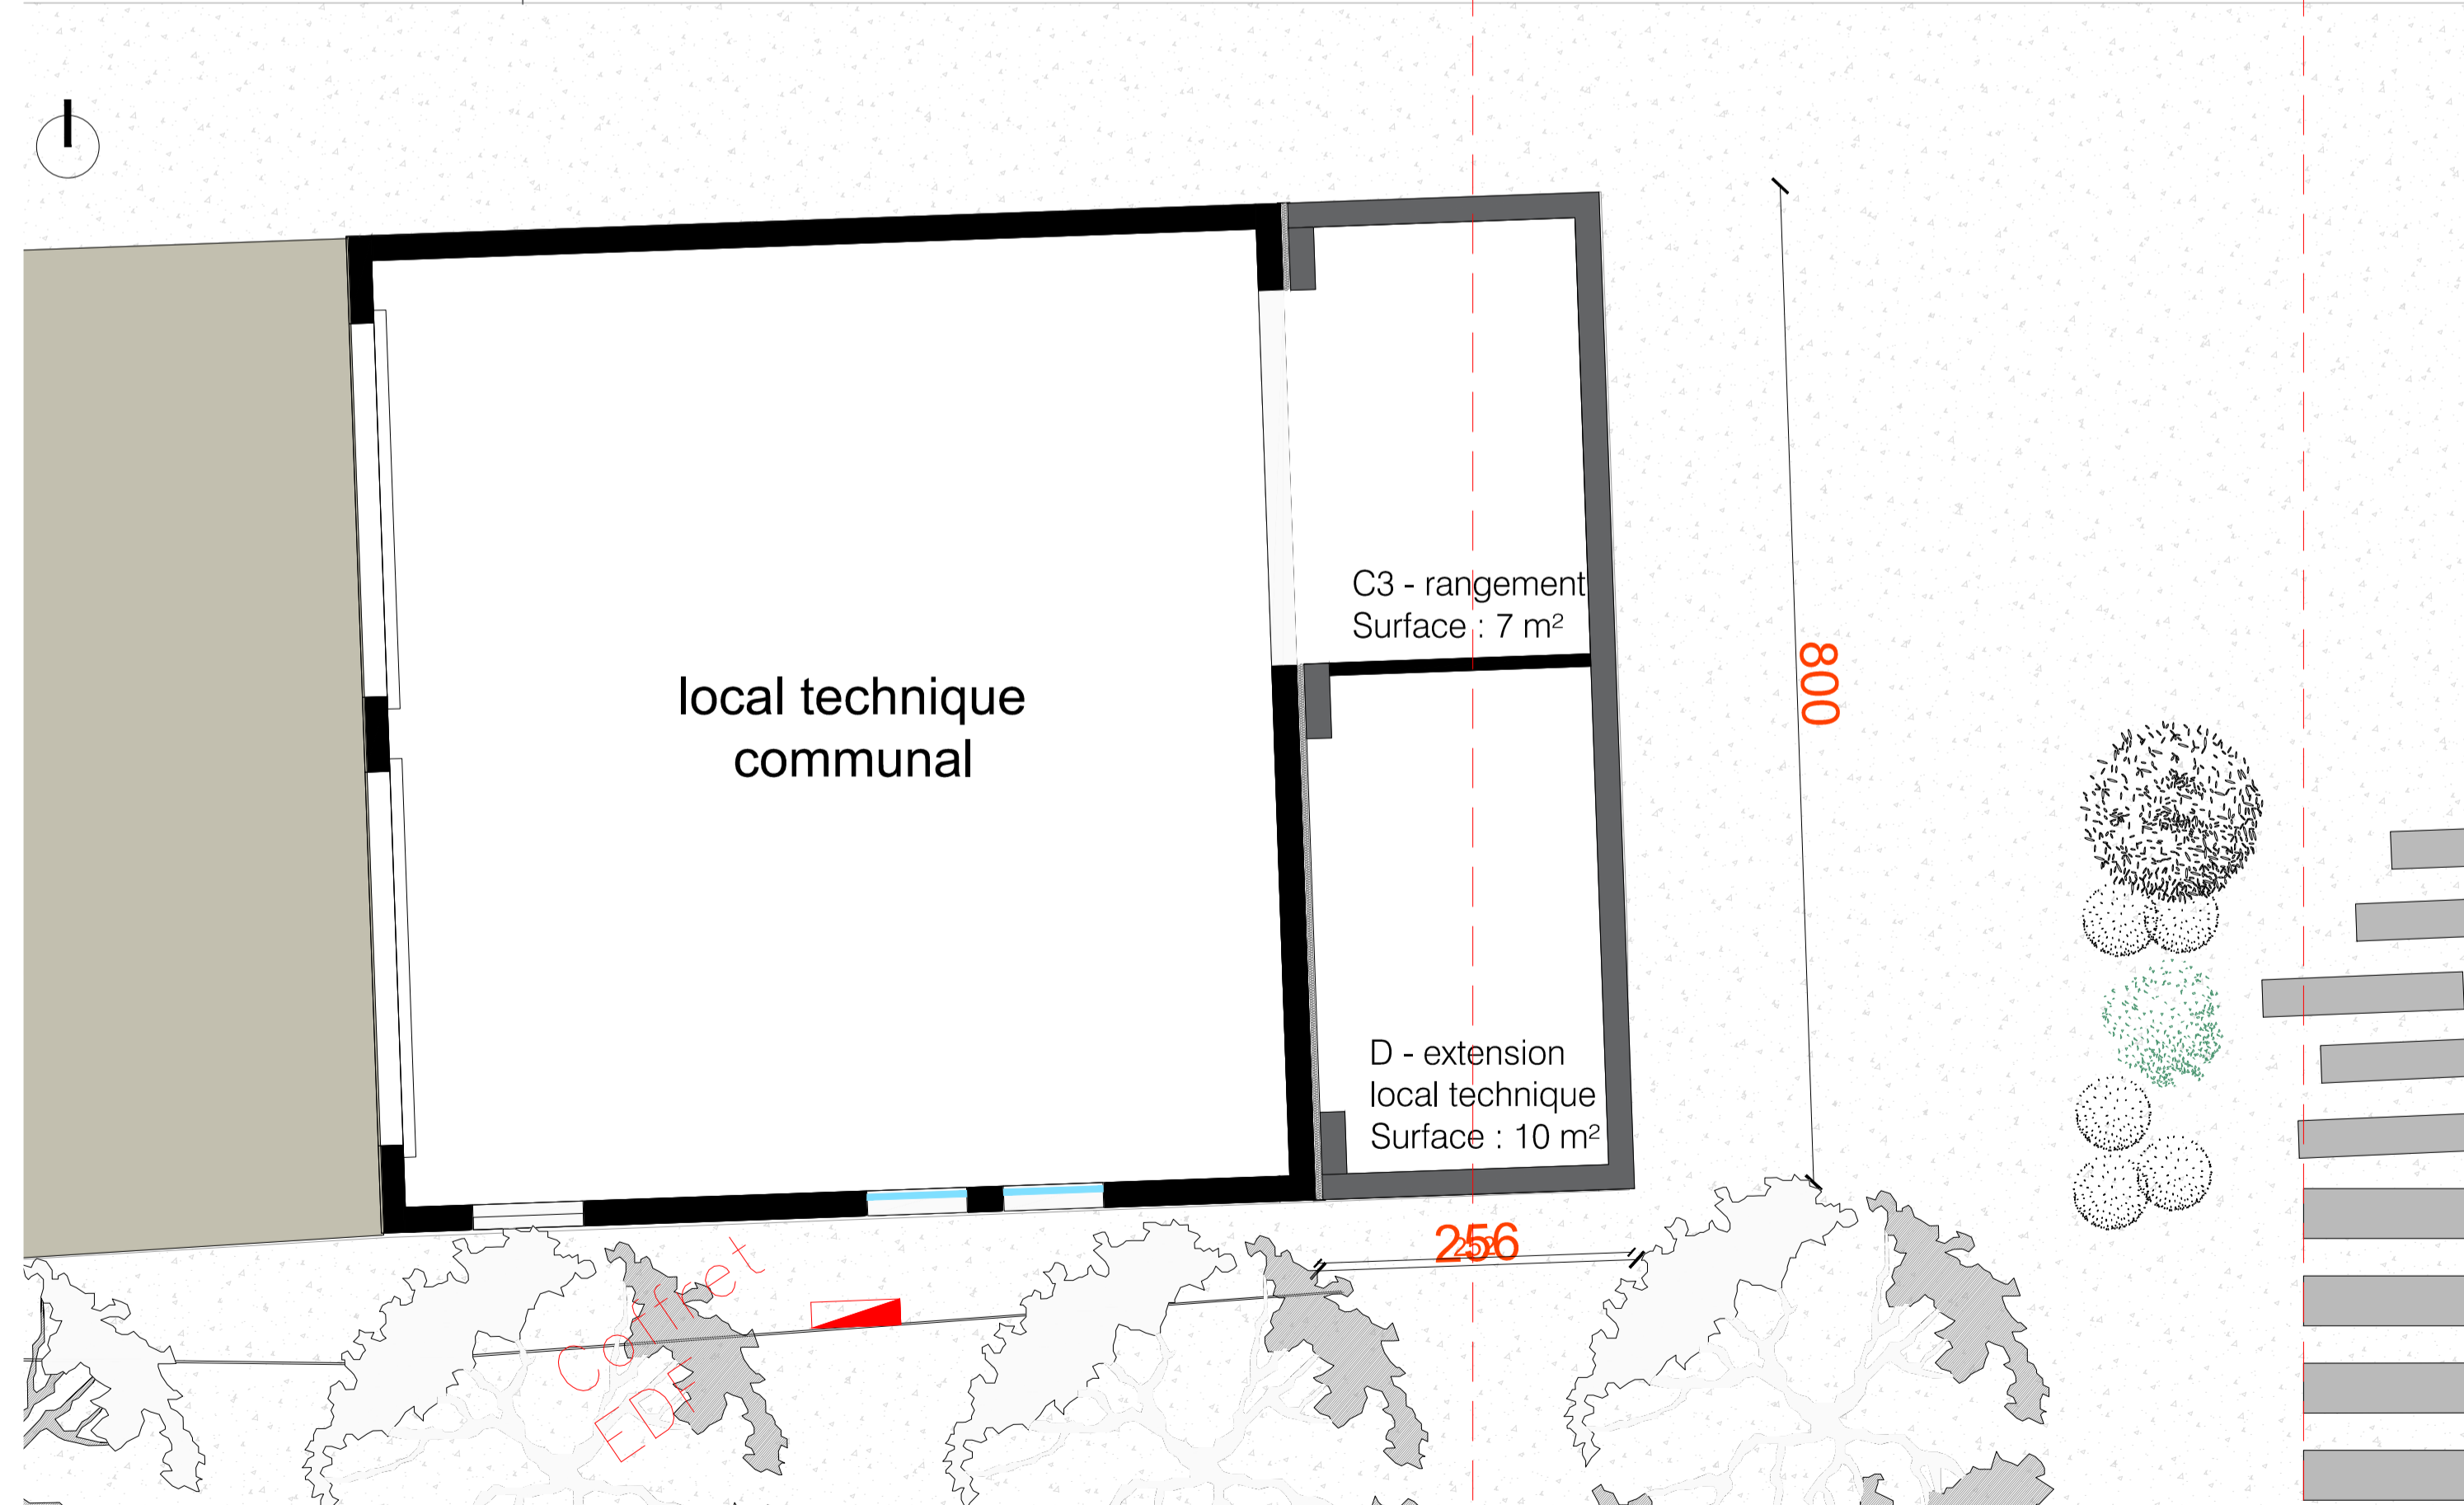 C3 - rangement
Surface : 7 m²
local technique
communal
800
D - extension
local technique
Surface : 10 m²
256
Coffret
EDF